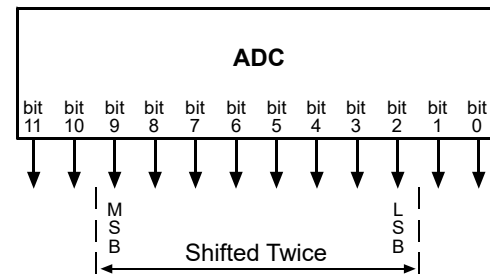 ADC
bit bit bit bit bit bit bit bit bit bit bit bit
11 10 9 8 7 6 5 4 3 2 1 0
MSB LSB
Shifted Twice